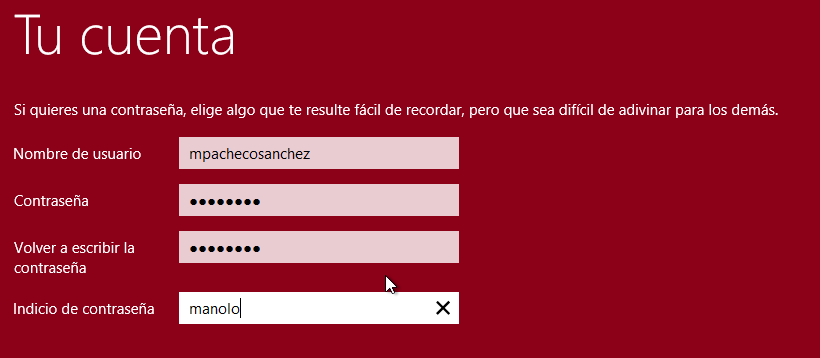 Tu cuenta
Si quieres una contraseña, elige algo que te resulte fácil de recordar, pero que sea difícil de adivinar para los demás.
Nombre de usuario mpachecosanchez
Contraseña ●●●●●●●●
Volver a escribir la
contraseña ●●●●●●●●
Indicio de contraseña manolo